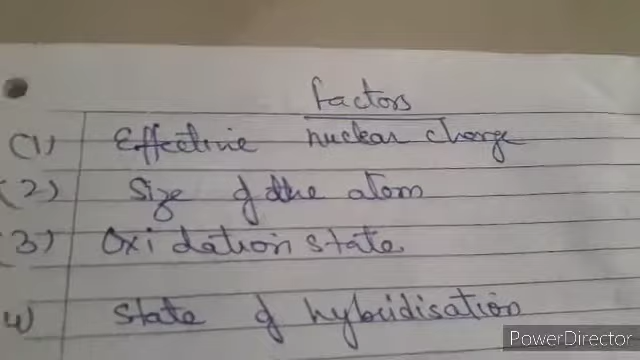 factors
(1) Effective nuclear charge
(2) Size of the atom
(3) Oxidation state
4) State of hybridisation
PowerDirector